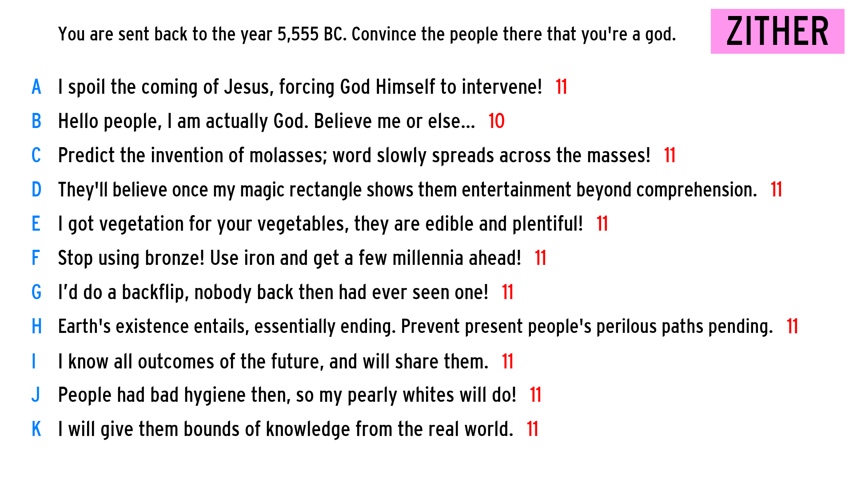 You are sent back to the year 5,555 BC. Convince the people there that you're a god.
ZITHER
A I spoil the coming of Jesus, forcing God Himself to intervene! 11
B Hello people, I am actually God. Believe me or else... 10
C Predict the invention of molasses; word slowly spreads across the masses! 11
D They'll believe once my magic rectangle shows them entertainment beyond comprehension. 11
E I got vegetation for your vegetables, they are edible and plentiful! 11
F Stop using bronze! Use iron and get a few millennia ahead! 11
G I'd do a backflip, nobody back then had ever seen one! 11
H Earth's existence entails, essentially ending. Prevent present people's perilous paths pending. 11
I I know all outcomes of the future, and will share them. 11
J People had bad hygiene then, so my pearly whites will do! 11
K I will give them bounds of knowledge from the real world. 11